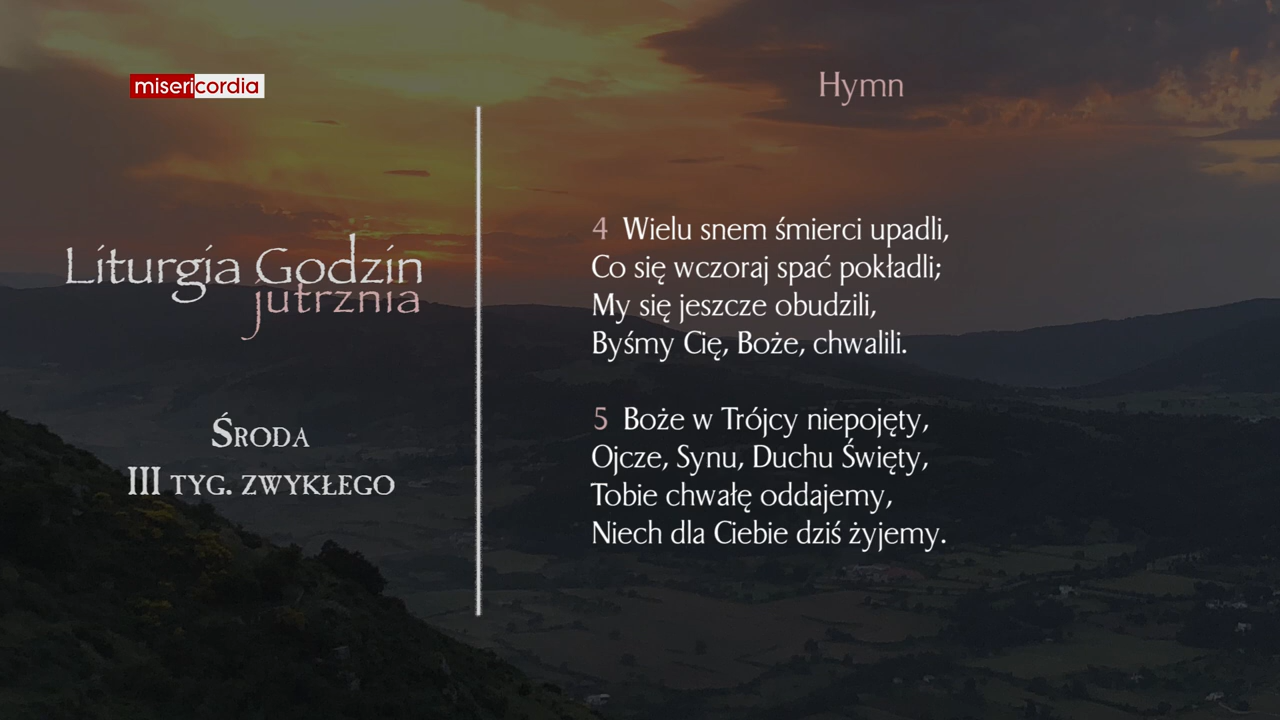 misericordia
Liturgia Godzin
jutrznia
Środa
III tyg. zwykłego
Hymn
4 Wielu snem śmierci upadli,
Co się wczoraj spać pokładli;
My się jeszcze obudzili,
Byśmy Cię, Boże, chwalili.
5 Boże w Trójcy niepojęty,
Ojcze, Synu, Duchu Święty,
Tobie chwałę oddajemy,
Niech dla Ciebie dziś żyjemy.